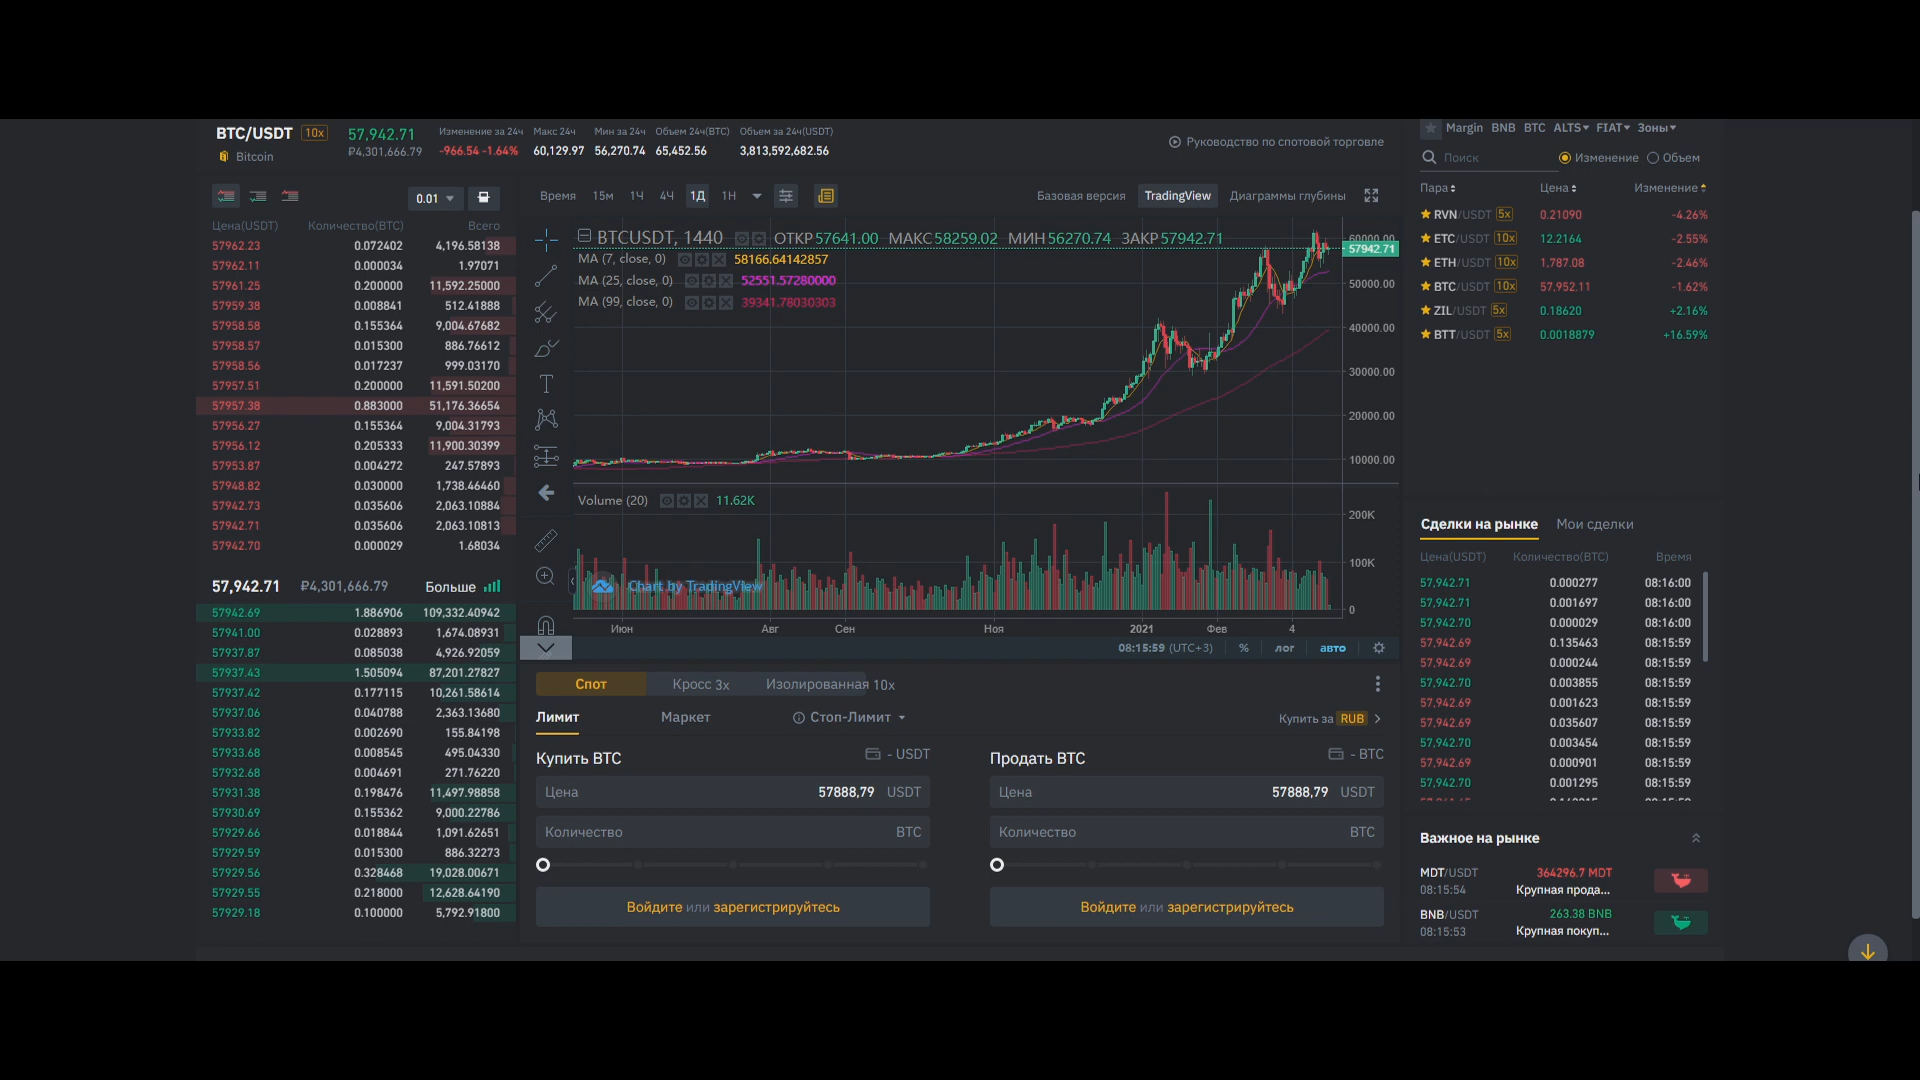 BTC/USDT 10x 57,942.71 Изменение за 24ч Макс 24ч Мин за 24ч Объем 24ч(BTC) Объем за 24ч(USDT)
Bitcoin ₽4,301,666.79 -966.54 -1.64% 60,129.97 56,270.74 65,452.56 3,813,592,682.56
Руководство по спотовой торговле
0.01
Цена(USDT) Количество(BTC) Всего
57962.23 0.072402 4,196.58138
57962.11 0.000034 1.97071
57961.25 0.200000 11,592.25000
57959.38 0.008841 512.41888
57958.58 0.155364 9,004.67682
57958.57 0.015300 886.76612
57958.56 0.017237 999.03170
57957.51 0.200000 11,591.50200
57957.38 0.883000 51,176.36654
57956.27 0.155364 9,004.31793
57956.12 0.205333 11,900.30399
57953.87 0.004272 247.57893
57948.82 0.030000 1,738.46460
57942.73 0.035606 2,063.10884
57942.71 0.035606 2,063.10813
57942.70 0.000029 1.68034
57,942.71 ₽4,301,666.79 Больше
57942.69 1.886906 109,332.40942
57941.00 0.028893 1,674.08931
57937.87 0.085038 4,926.92059
57937.43 1.505094 87,201.27827
57937.42 0.177115 10,261.58614
57937.06 0.040788 2,363.13680
57933.82 0.002690 155.84198
57933.68 0.008545 495.04330
57932.68 0.004691 271.76220
57931.38 0.198476 11,497.98858
57930.69 0.155362 9,000.22786
57929.66 0.018844 1,091.62651
57929.59 0.015300 886.32273
57929.56 0.328468 19,028.00671
57929.55 0.218000 12,628.64190
57929.18 0.100000 5,792.91800
Время 15м 1Ч 4Ч 1Д 1Н
Базовая версия TradingView Диаграммы глубины
BTCUSDT, 1440 ОТКР 57641.00 МАКС 58259.02 МИН 56270.74 ЗАКР 57942.71
MA (7, close, 0) 58166.64142857
MA (25, close, 0) 52551.57280000
MA (99, close, 0) 39341.78030303
60000.00
57942.71
50000.00
40000.00
30000.00
20000.00
10000.00
Volume (20) 11.62K
200K
100K
0
Chart by TradingView
Июн Авг Сен Ноя 2021 Фев 4
08:15:59 (UTC+3) % лог авто
Спот Кросс 3x Изолированная 10x
Лимит Маркет Стоп-Лимит Купить за RUB
Купить BTC - USDT
Цена 57888,79 USDT
Количество BTC
Войдите или зарегистрируйтесь
Продать BTC - BTC
Цена 57888,79 USDT
Количество BTC
Войдите или зарегистрируйтесь
Margin BNB BTC ALTS FIAT Зоны
Поиск Изменение Объем
Пара Цена Изменение
RVN/USDT 5x 0.21090 -4.26%
ETC/USDT 10x 12.2164 -2.55%
ETH/USDT 10x 1,787.08 -2.46%
BTC/USDT 10x 57,952.11 -1.62%
ZIL/USDT 5x 0.18620 +2.16%
BTT/USDT 5x 0.0018879 +16.59%
Сделки на рынке Мои сделки
Цена(USDT) Количество(BTC) Время
57,942.71 0.000277 08:16:00
57,942.71 0.001697 08:16:00
57,942.70 0.000029 08:16:00
57,942.69 0.135463 08:15:59
57,942.69 0.000244 08:15:59
57,942.70 0.003855 08:15:59
57,942.69 0.001623 08:15:59
57,942.69 0.035607 08:15:59
57,942.70 0.003454 08:15:59
57,942.69 0.000901 08:15:59
57,942.70 0.001295 08:15:59
Важное на рынке
MDT/USDT 364296.7 MDT
08:15:54 Крупная прода...
BNB/USDT 263.38 BNB
08:15:53 Крупная покуп...